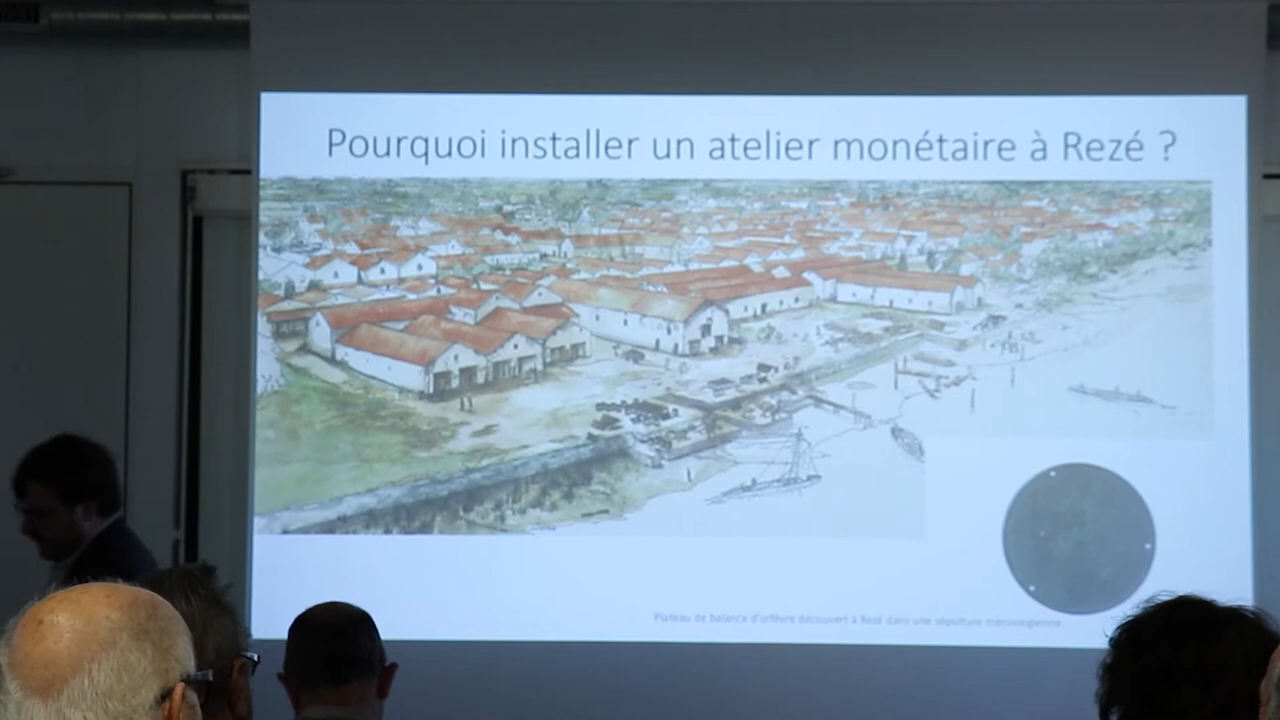 Pourquoi installer un atelier monétaire à Rezé ?
Plateau de balance d'orfèvre découvert à Rezé dans une sépulture mérovingienne